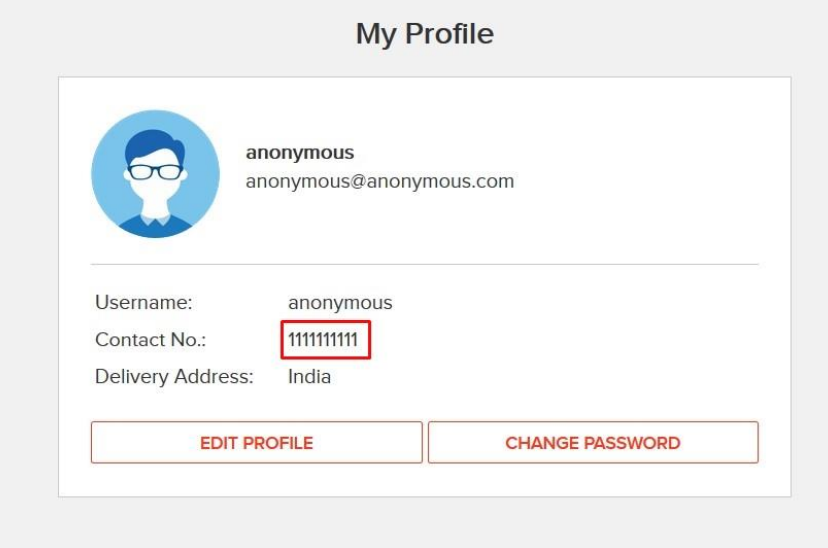 My Profile
anonymous
anonymous@anonymous.com
Username: anonymous
Contact No.: 1111111111
Delivery Address: India
EDIT PROFILE CHANGE PASSWORD